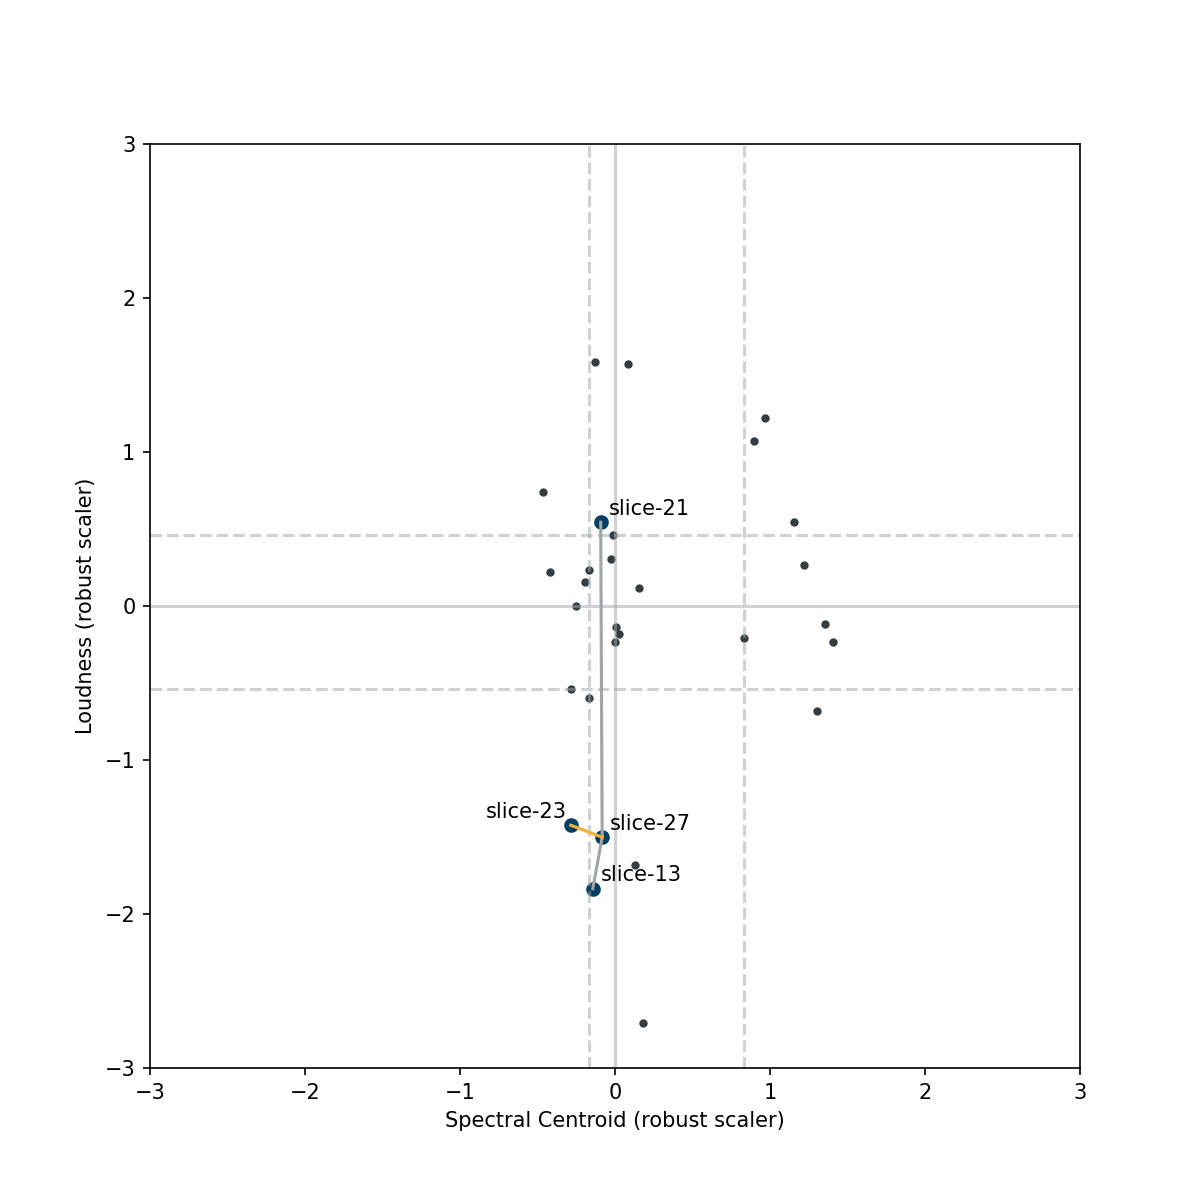 3
2
1
0
−1
−2
−3
Loudness (robust scaler)
slice-21
slice-23
slice-27
slice-13
−3 −2 −1 0 1 2 3
Spectral Centroid (robust scaler)